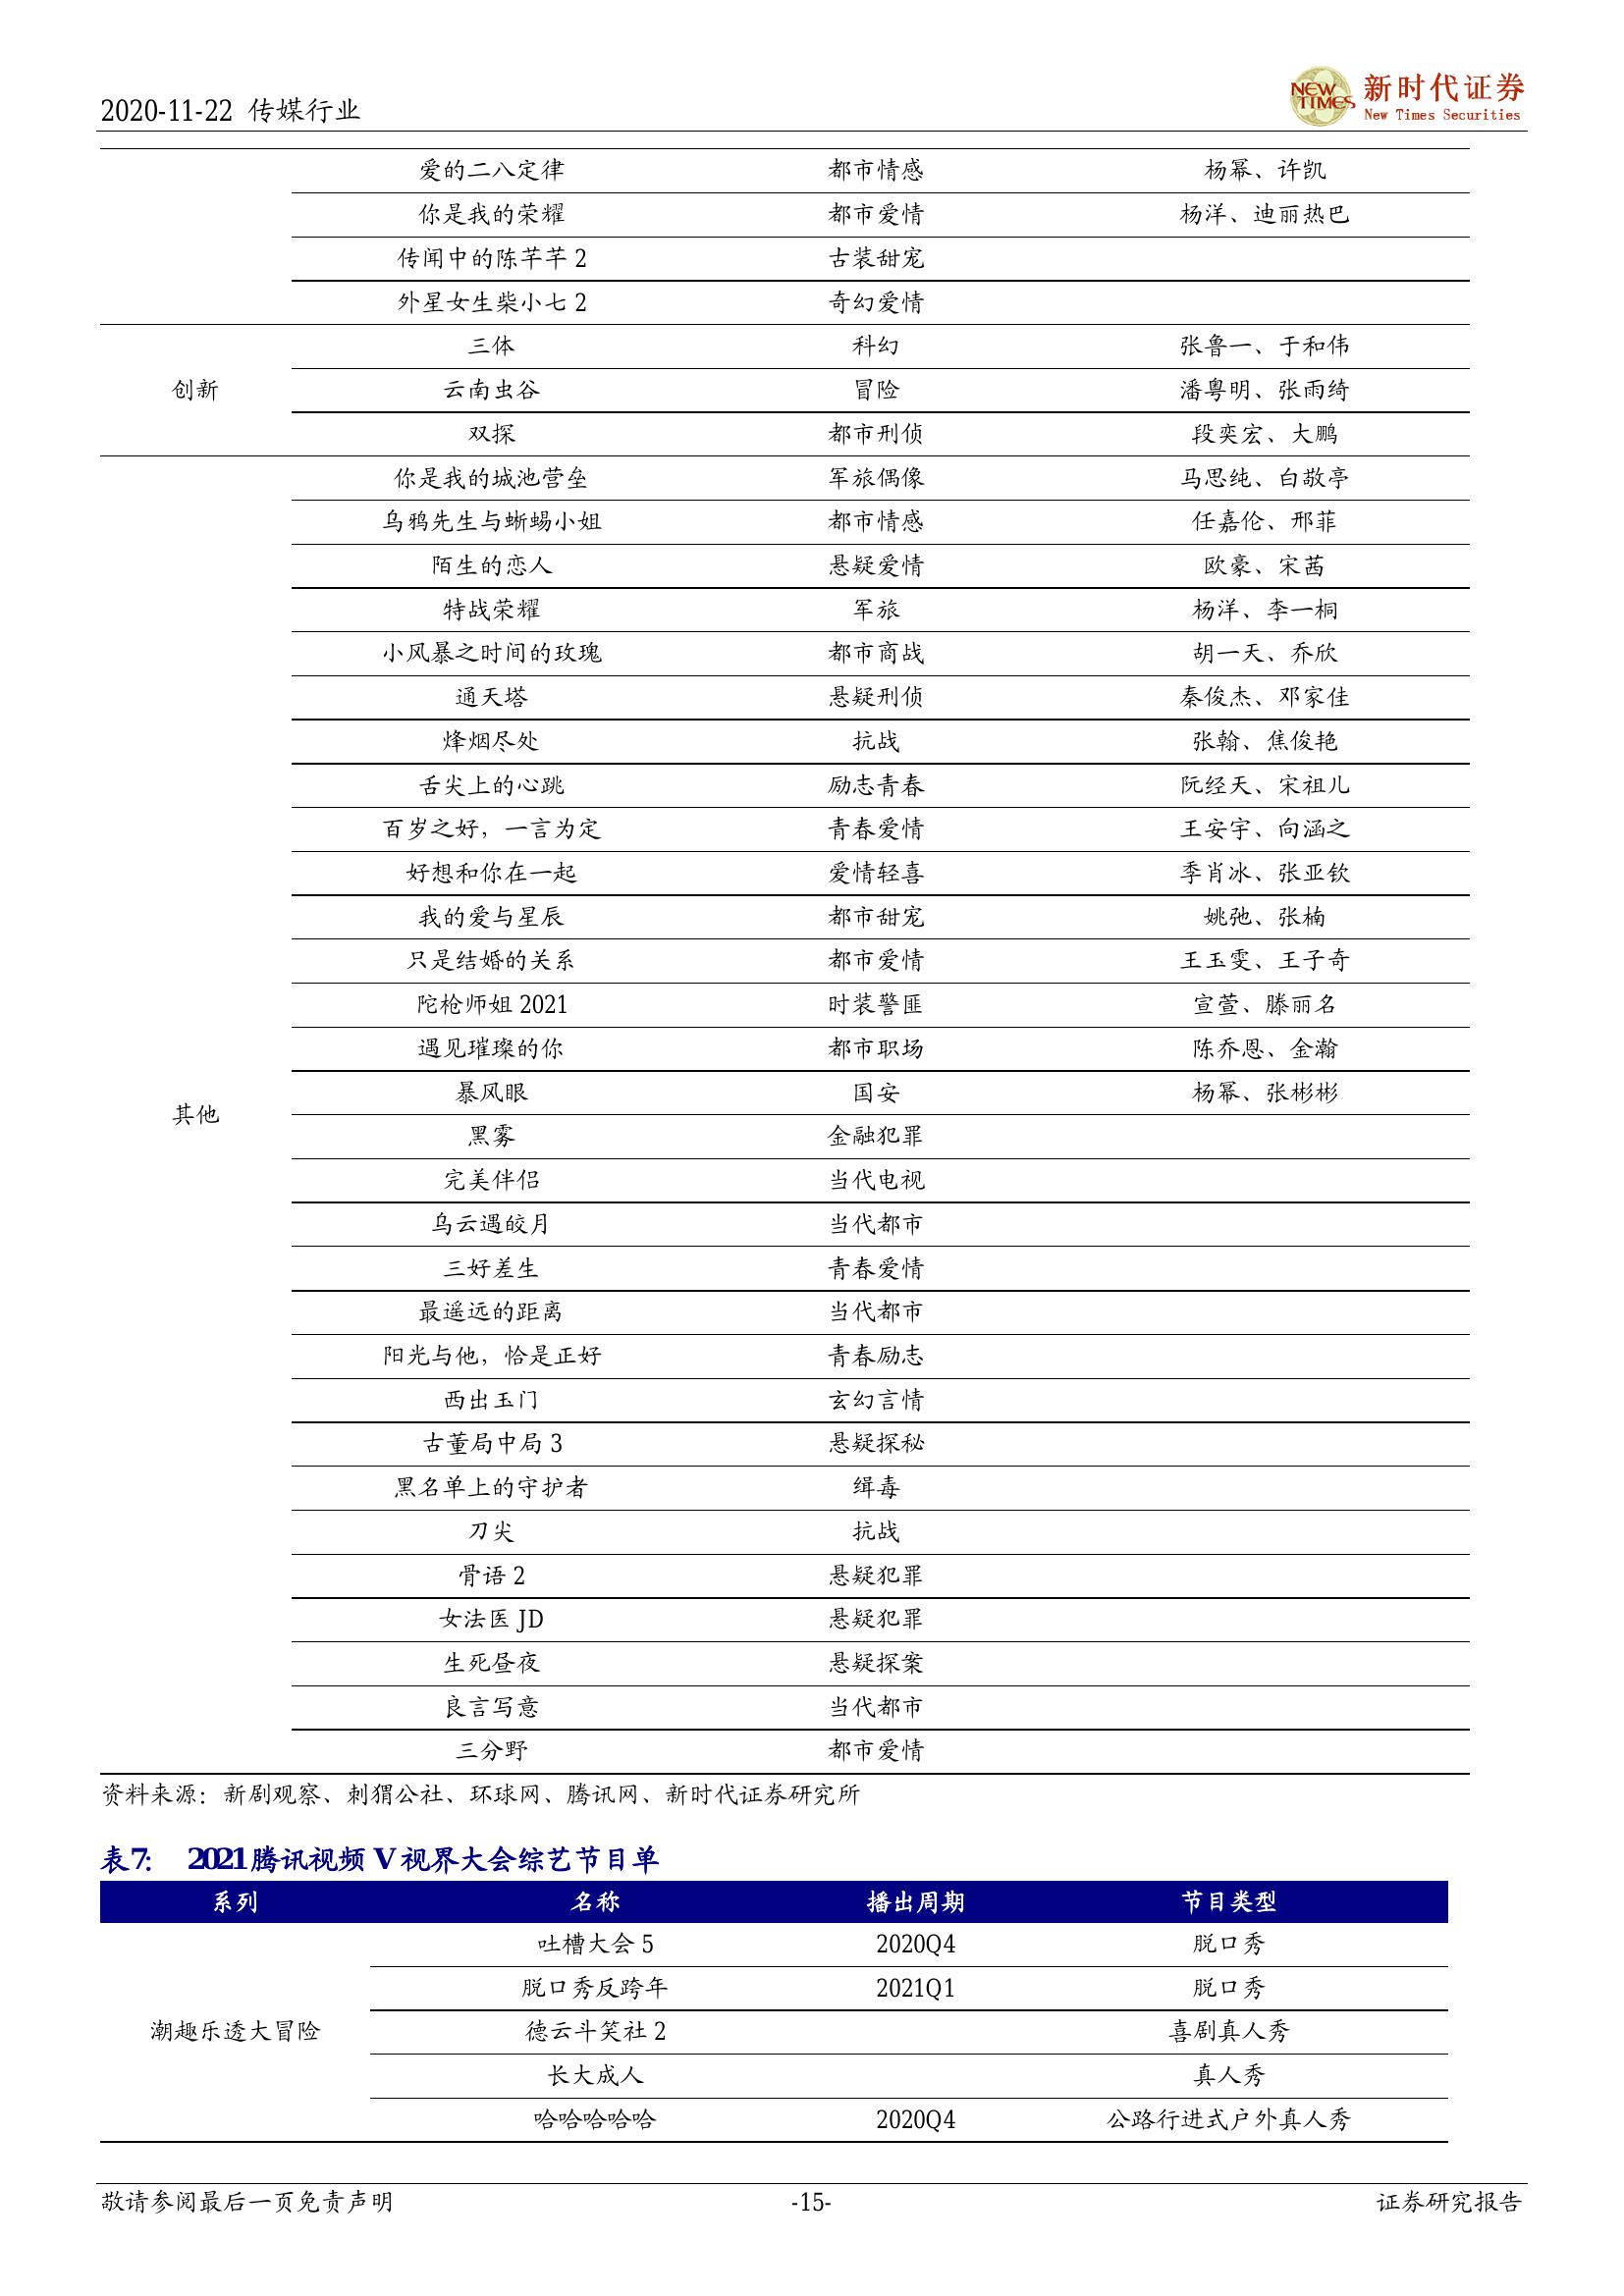 2020-11-22 传媒行业
NEW TIMES 新时代证券
New Times Securities
爱的二八定律 都市情感 杨幂、许凯
你是我的荣耀 都市爱情 杨洋、迪丽热巴
传闻中的陈芊芊 2 古装甜宠
外星女生柴小七 2 奇幻爱情
三体 科幻 张鲁一、于和伟
创新 云南虫谷 冒险 潘粤明、张雨绮
双探 都市刑侦 段奕宏、大鹏
你是我的城池营垒 军旅偶像 马思纯、白敬亭
乌鸦先生与蜥蜴小姐 都市情感 任嘉伦、邢菲
陌生的恋人 悬疑爱情 欧豪、宋茜
特战荣耀 军旅 杨洋、李一桐
小风暴之时间的玫瑰 都市商战 胡一天、乔欣
通天塔 悬疑刑侦 秦俊杰、邓家佳
烽烟尽处 抗战 张翰、焦俊艳
舌尖上的心跳 励志青春 阮经天、宋祖儿
百岁之好，一言为定 青春爱情 王安宇、向涵之
好想和你在一起 爱情轻喜 季肖冰、张亚钦
我的爱与星辰 都市甜宠 姚弛、张楠
只是结婚的关系 都市爱情 王玉雯、王子奇
陀枪师姐 2021 时装警匪 宣萱、滕丽名
遇见璀璨的你 都市职场 陈乔恩、金瀚
暴风眼 国安 杨幂、张彬彬
其他
黑雾 金融犯罪
完美伴侣 当代电视
乌云遇皎月 当代都市
三好差生 青春爱情
最遥远的距离 当代都市
阳光与他，恰是正好 青春励志
西出玉门 玄幻言情
古董局中局 3 悬疑探秘
黑名单上的守护者 缉毒
刀尖 抗战
骨语 2 悬疑犯罪
女法医 JD 悬疑犯罪
生死昼夜 悬疑探案
良言写意 当代都市
三分野 都市爱情
资料来源：新剧观察、刺猬公社、环球网、腾讯网、新时代证券研究所
表7： 2021 腾讯视频 V 视界大会综艺节目单
系列 名称 播出周期 节目类型
吐槽大会 5 2020Q4 脱口秀
脱口秀反跨年 2021Q1 脱口秀
潮趣乐透大冒险 德云斗笑社 2 喜剧真人秀
长大成人 真人秀
哈哈哈哈哈 2020Q4 公路行进式户外真人秀
敬请参阅最后一页免责声明 -15- 证券研究报告